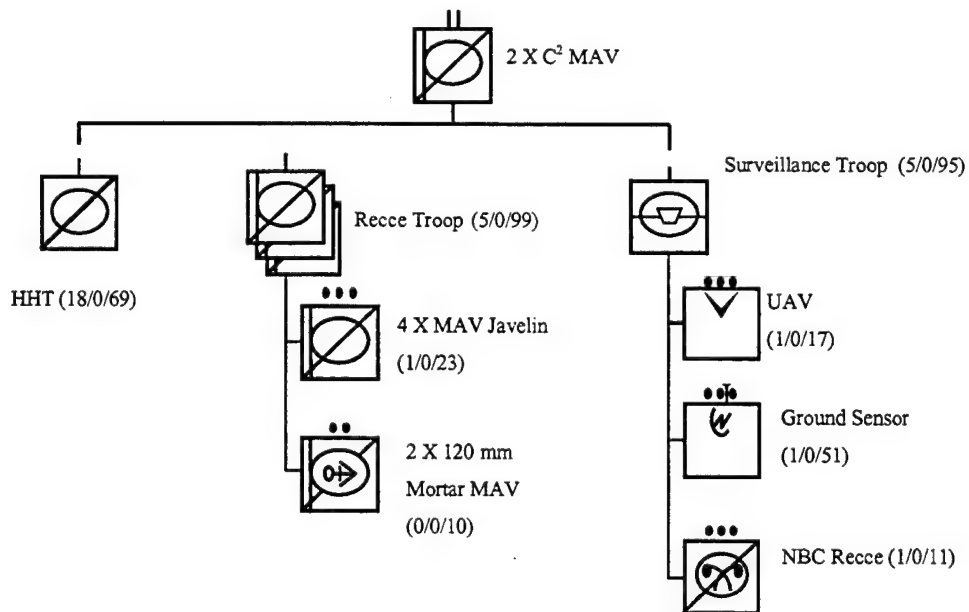 2 X C² MAV
Surveillance Troop (5/0/95)
Recce Troop (5/0/99)
HHT (18/0/69)
4 X MAV Javelin
(1/0/23)
2 X 120 mm
Mortar MAV
(0/0/10)
UAV
(1/0/17)
Ground Sensor
(1/0/51)
NBC Recce (1/0/11)